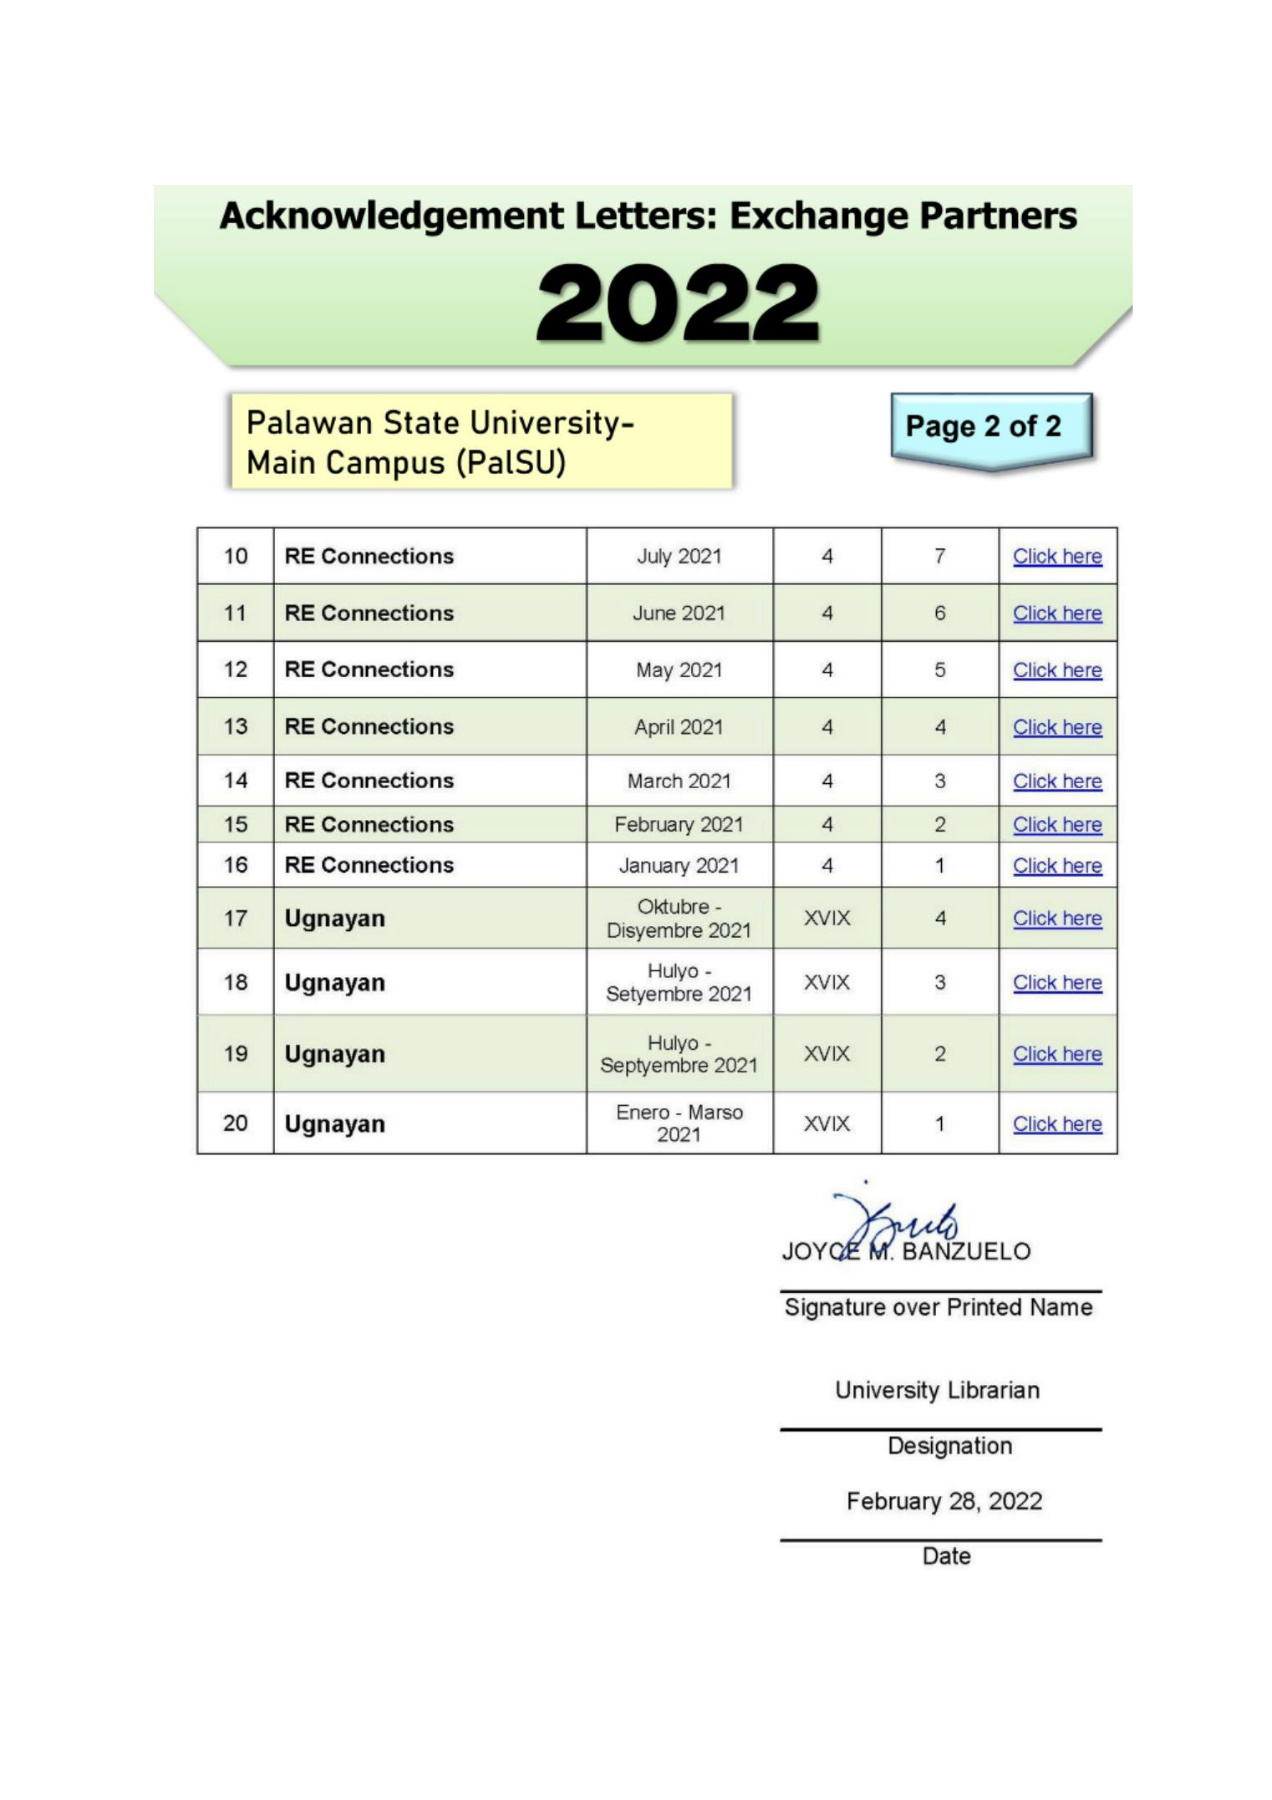 Acknowledgement Letters: Exchange Partners
2022
Palawan State University-
Main Campus (PalSU)
Page 2 of 2
10 RE Connections July 2021 4 7 Click here
11 RE Connections June 2021 4 6 Click here
12 RE Connections May 2021 4 5 Click here
13 RE Connections April 2021 4 4 Click here
14 RE Connections March 2021 4 3 Click here
15 RE Connections February 2021 4 2 Click here
16 RE Connections January 2021 4 1 Click here
17 Ugnayan Oktubre - Disyembre 2021 XVIX 4 Click here
18 Ugnayan Hulyo - Setyembre 2021 XVIX 3 Click here
19 Ugnayan Hulyo - Septyembre 2021 XVIX 2 Click here
20 Ugnayan Enero - Marso 2021 XVIX 1 Click here
JOYCE M. BANZUELO
Signature over Printed Name
University Librarian
Designation
February 28, 2022
Date